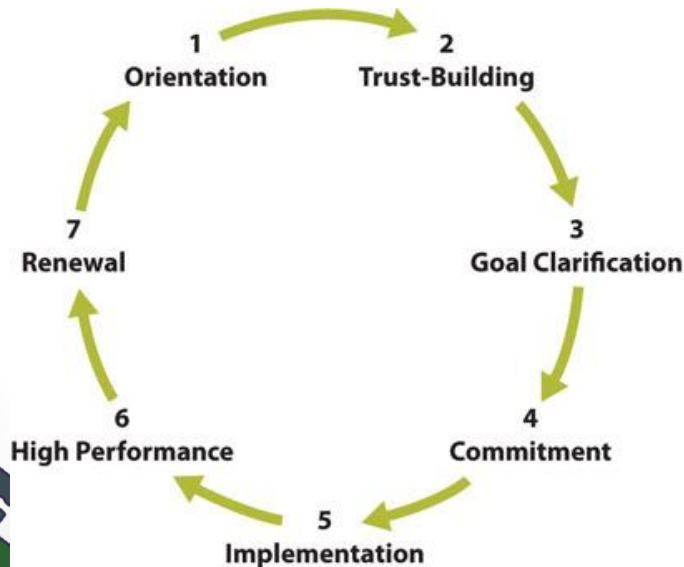 1
Orientation
2
Trust-Building
3
Goal Clarification
4
Commitment
5
Implementation
6
High Performance
7
Renewal